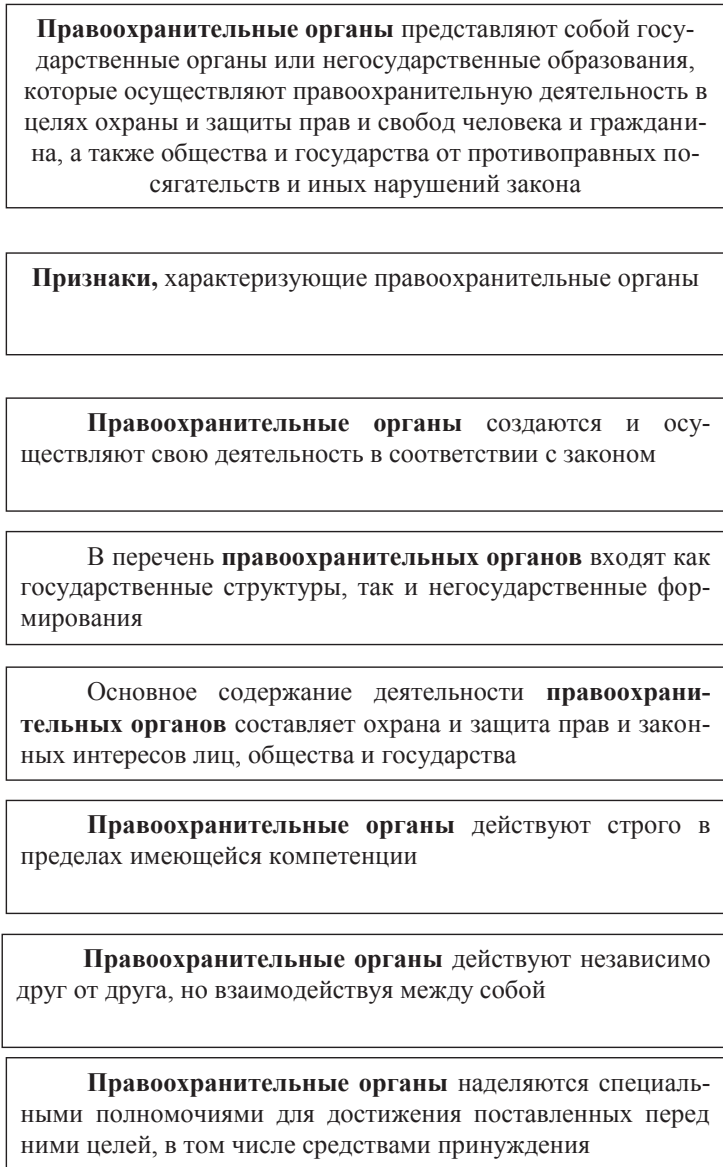 Правоохранительные органы представляют собой госу-
дарственные органы или негосударственные образования,
которые осуществляют правоохранительную деятельность в
целях охраны и защиты прав и свобод человека и граждани-
на, а также общества и государства от противоправных по-
сягательств и иных нарушений закона
Признаки, характеризующие правоохранительные органы
Правоохранительные органы создаются и осу-
ществляют свою деятельность в соответствии с законом
В перечень правоохранительных органов входят как
государственные структуры, так и негосударственные фор-
мирования
Основное содержание деятельности правоохрани-
тельных органов составляет охрана и защита прав и закон-
ных интересов лиц, общества и государства
Правоохранительные органы действуют строго в
пределах имеющейся компетенции
Правоохранительные органы действуют независимо
друг от друга, но взаимодействуя между собой
Правоохранительные органы наделяются специаль-
ными полномочиями для достижения поставленных перед
ними целей, в том числе средствами принуждения